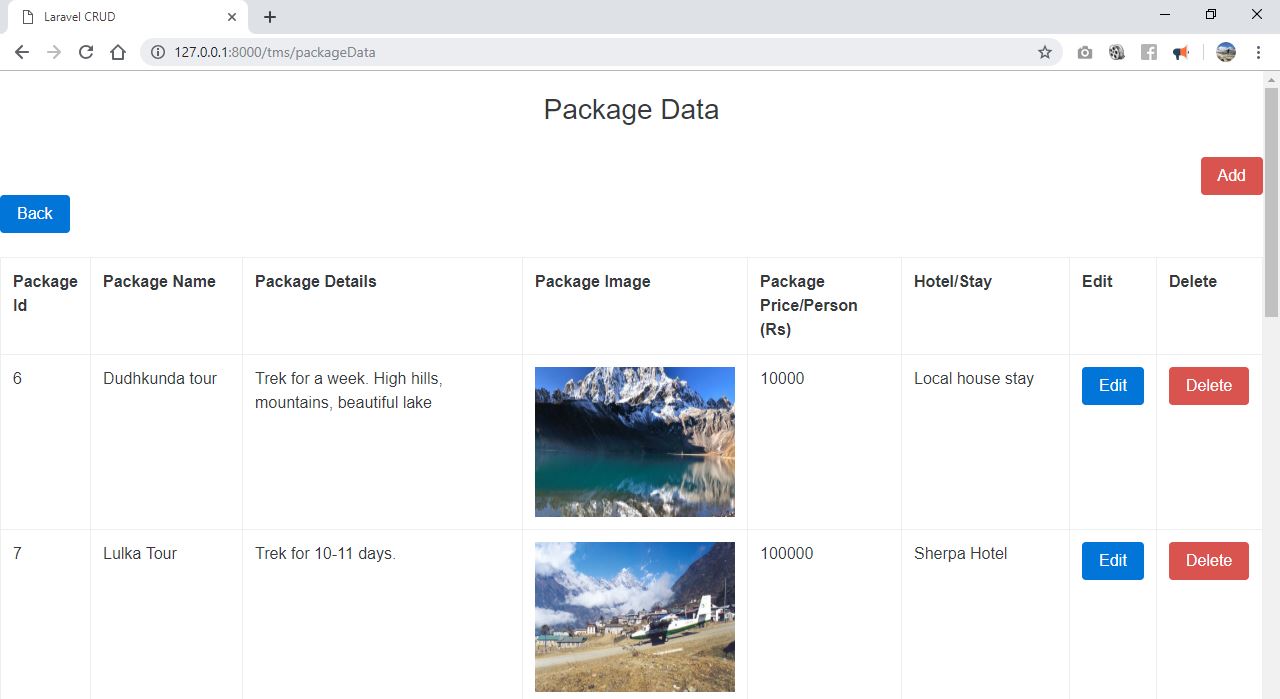 Laravel CRUD
127.0.0.1:8000/tms/packageData
Package Data
Add
Back
Package Id
Package Name
Package Details
Package Image
Package
Price/Person
(Rs)
Hotel/Stay
Edit
Delete
6
Dudhkunda tour
Trek for a week. High hills,
mountains, beautiful lake
10000
Local house stay
Edit
Delete
7
Lulka Tour
Trek for 10-11 days.
100000
Sherpa Hotel
Edit
Delete